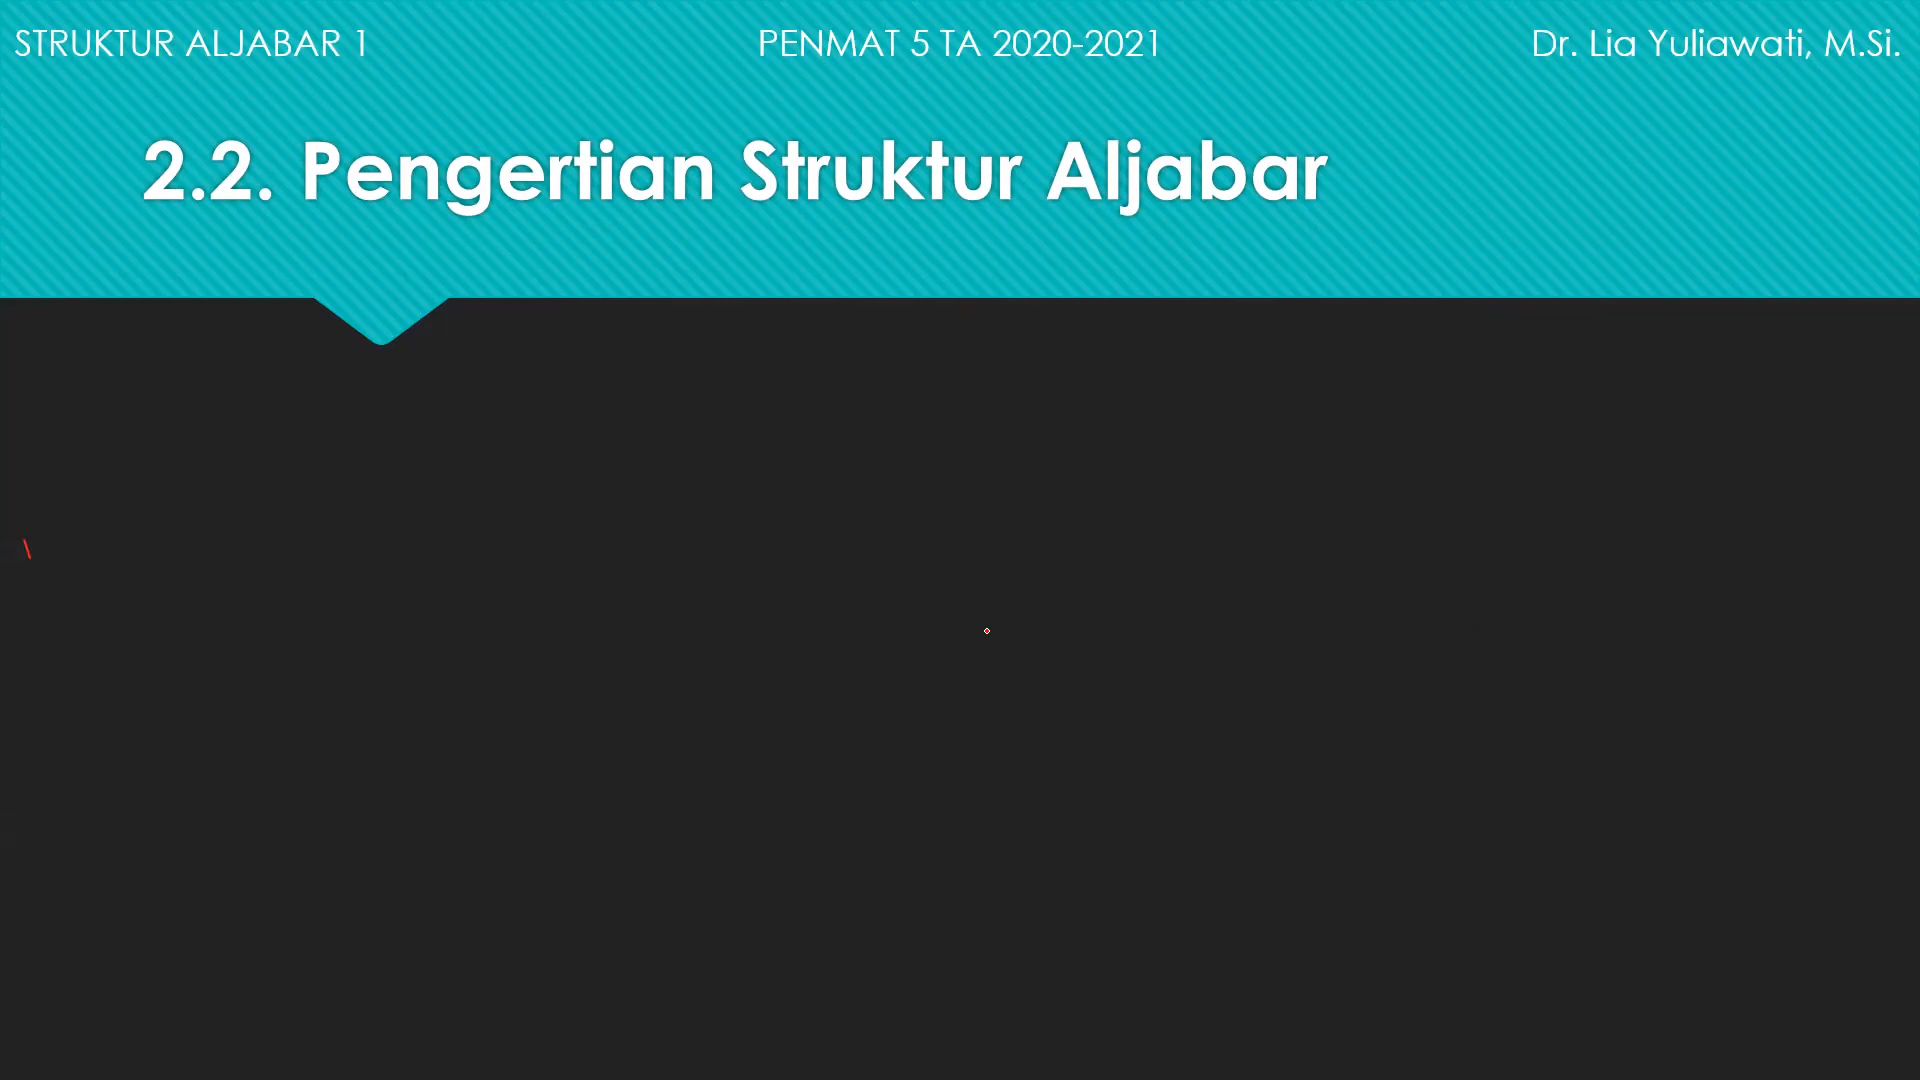 STRUKTUR ALJABAR 1
PENMAT 5 TA 2020-2021
Dr. Lia Yuliawati, M.Si.
2.2. Pengertian Struktur Aljabar